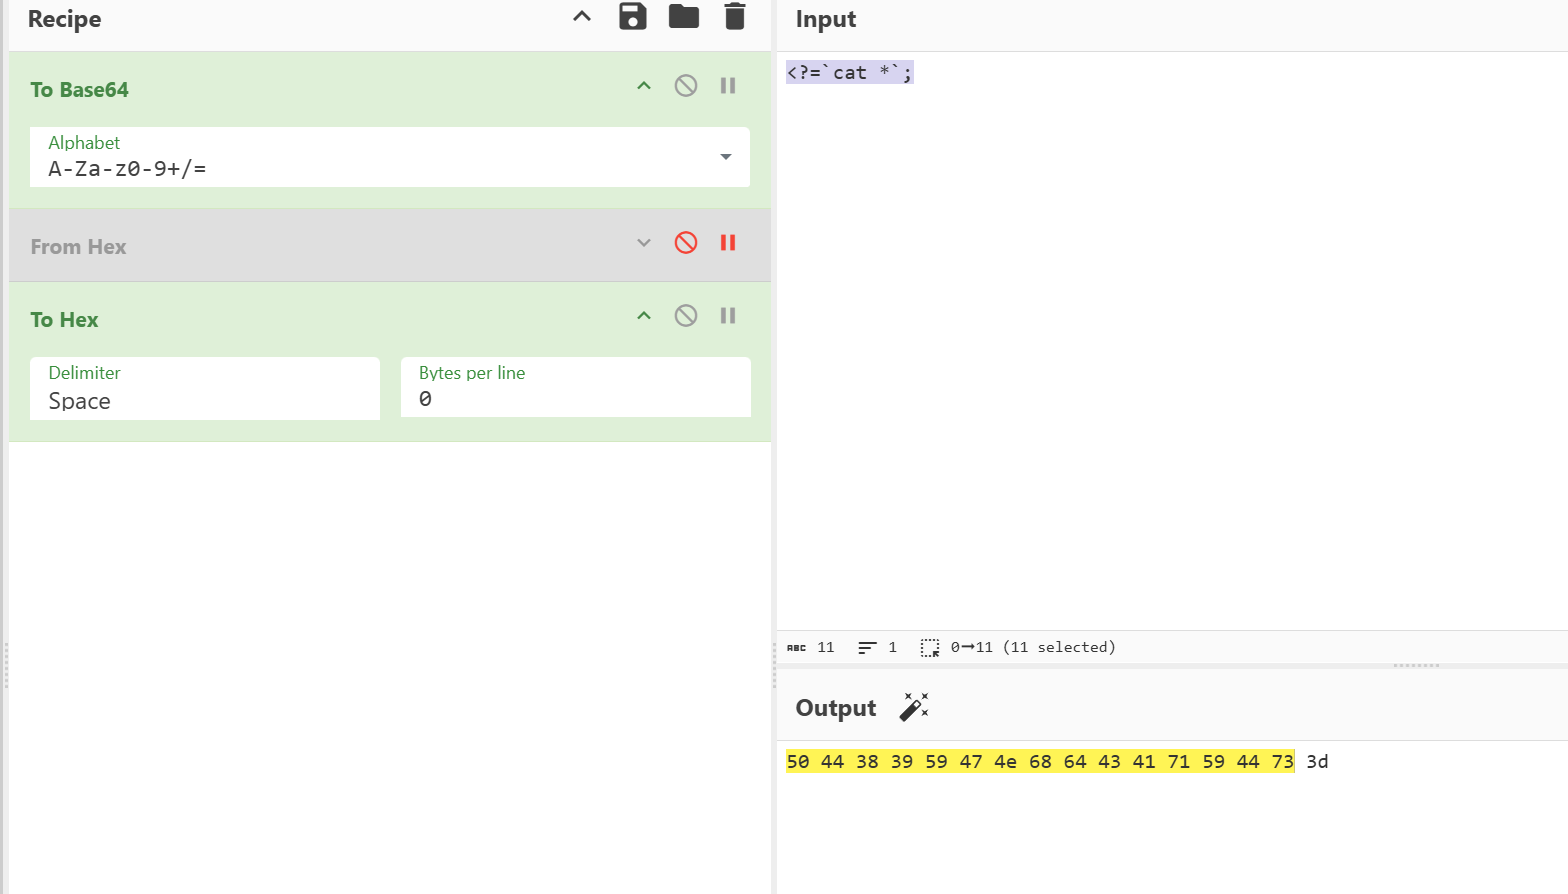 Recipe
To Base64
Alphabet
A-Za-z0-9+/=
From Hex
To Hex
Delimiter
Space
Bytes per line
0
Input
<?=`cat *`;
ABC 11 1 0→11 (11 selected)
Output
50 44 38 39 59 47 4e 68 64 43 41 71 59 44 73 3d